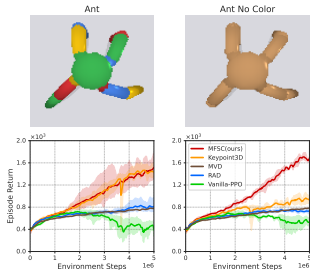 Ant
Ant No Color
2.0 ×10³
1.6
1.2
0.8
0.4
0.0
Episode Return
0 1 2 3 4 5
1e6
Environment Steps
×10³
2.0
1.6
1.2
0.8
0.4
0.0
MFSC(ours)
Keypoint3D
MVD
RAD
Vanilla-PPO
0 1 2 3 4 5
1e6
Environment Steps